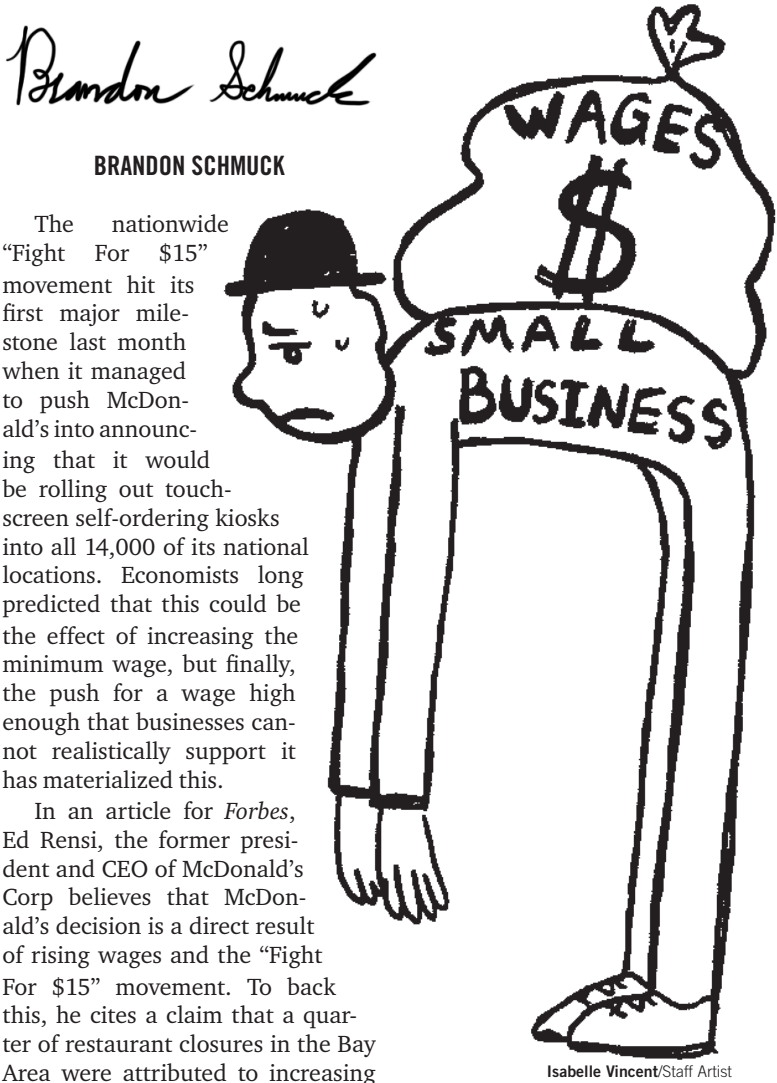 Brandon Schmuck
BRANDON SCHMUCK
WAGES
$
SMALL
BUSINESS
The nationwide
“Fight For $15”
movement hit its
first major mile-
stone last month
when it managed
to push McDon-
ald’s into announc-
ing that it would
be rolling out touch-
screen self-ordering kiosks
into all 14,000 of its national
locations. Economists long
predicted that this could be
the effect of increasing the
minimum wage, but finally,
the push for a wage high
enough that businesses can-
not realistically support it
has materialized this.
In an article for Forbes,
Ed Rensi, the former presi-
dent and CEO of McDonald’s
Corp believes that McDon-
ald’s decision is a direct result
of rising wages and the “Fight
For $15” movement. To back
this, he cites a claim that a quar-
ter of restaurant closures in the Bay
Area were attributed to increasing
Isabelle Vincent/Staff Artist